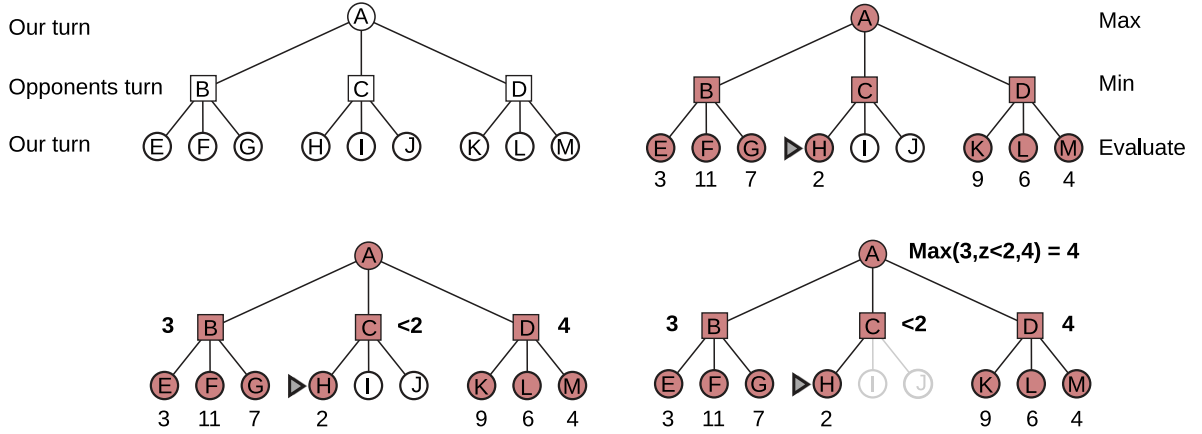 Our turn
A
Opponents turn
B C D
Our turn
E F G H I J K L M
A
Max
B C D
Min
E F G H I J K L M
Evaluate
3 11 7 2 9 6 4
A
3 B C <2 D 4
E F G H I J K L M
3 11 7 2 9 6 4
A Max(3,z<2,4) = 4
3 B C <2 D 4
E F G H I J K L M
3 11 7 2 9 6 4